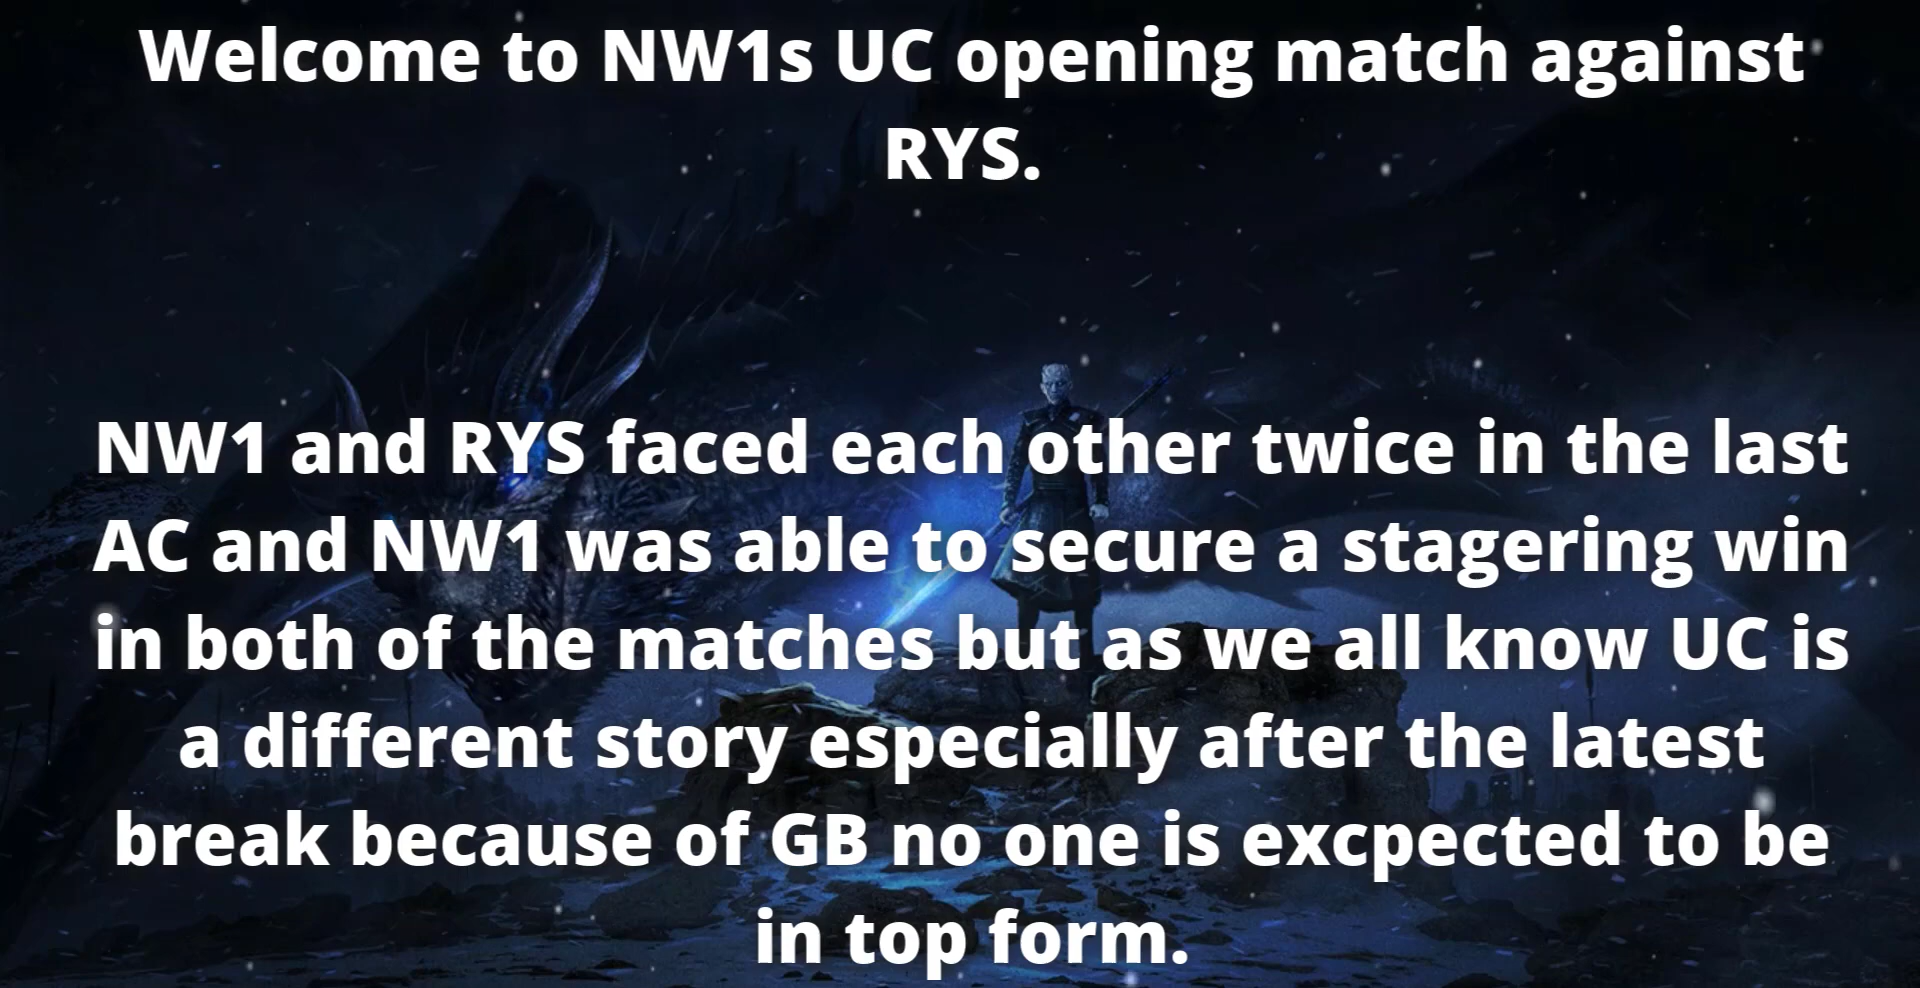 Welcome to NW1s UC opening match against
RYS.
NW1 and RYS faced each other twice in the last
AC and NW1 was able to secure a stagering win
in both of the matches but as we all know UC is
a different story especially after the latest
break because of GB no one is excpected to be
in top form.